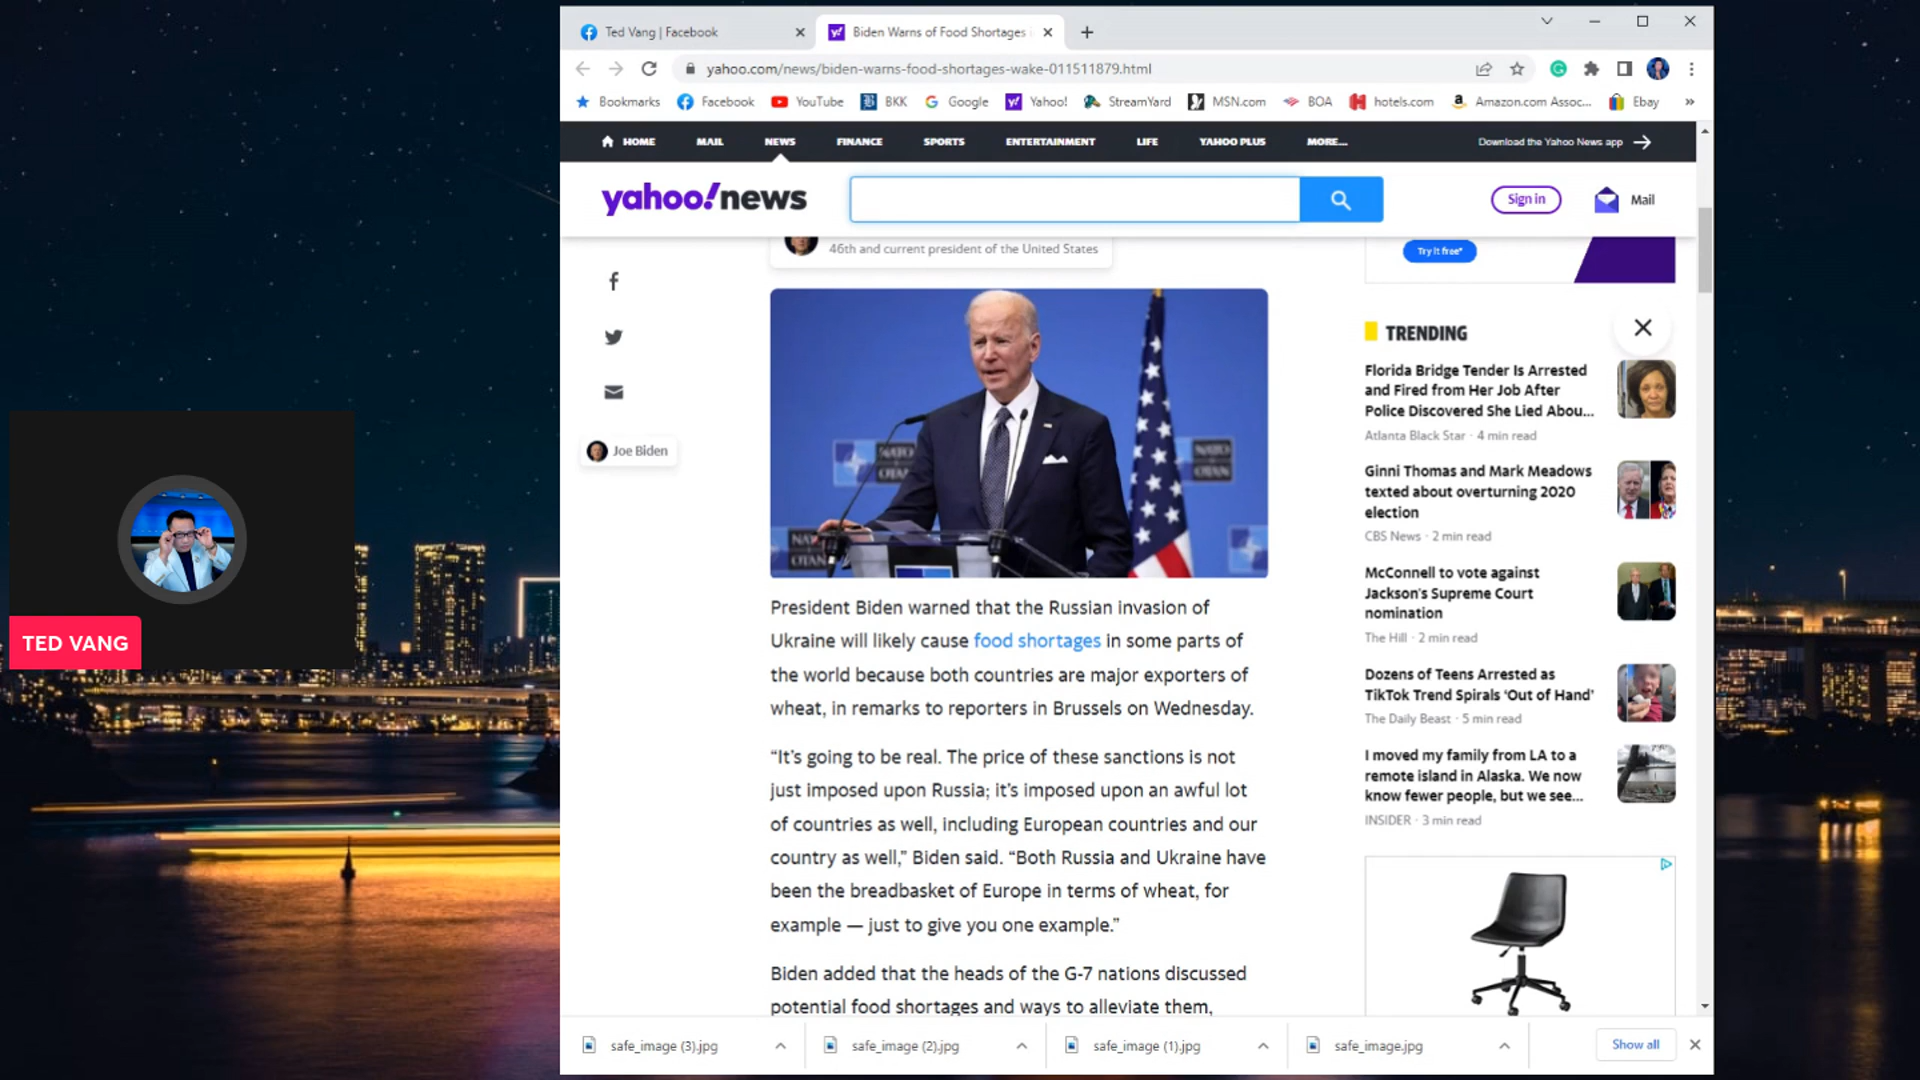 Ted Vang | Facebook
Biden Warns of Food Shortages
yahoo.com/news/biden-warns-food-shortages-wake-011511879.html
Bookmarks Facebook YouTube BKK Google Yahoo! StreamYard MSN.com BOA hotels.com Amazon.com Assoc... Ebay »
HOME MAIL NEWS FINANCE SPORTS ENTERTAINMENT LIFE YAHOO PLUS MORE... Download the Yahoo News app
yahoo!news
Sign in
Mail
46th and current president of the United States
Try it free*
Joe Biden
NATO
OTAN
TED VANG
President Biden warned that the Russian invasion of
Ukraine will likely cause food shortages in some parts of
the world because both countries are major exporters of
wheat, in remarks to reporters in Brussels on Wednesday.
“It’s going to be real. The price of these sanctions is not
just imposed upon Russia; it’s imposed upon an awful lot
of countries as well, including European countries and our
country as well,” Biden said. “Both Russia and Ukraine have
been the breadbasket of Europe in terms of wheat, for
example — just to give you one example.”
Biden added that the heads of the G-7 nations discussed
potential food shortages and ways to alleviate them,
TRENDING
Florida Bridge Tender Is Arrested
and Fired from Her Job After
Police Discovered She Lied Abou...
Atlanta Black Star · 4 min read
Ginni Thomas and Mark Meadows
texted about overturning 2020
election
CBS News · 2 min read
McConnell to vote against
Jackson's Supreme Court
nomination
The Hill · 2 min read
Dozens of Teens Arrested as
TikTok Trend Spirals ‘Out of Hand’
The Daily Beast · 5 min read
I moved my family from LA to a
remote island in Alaska. We now
know fewer people, but we see...
INSIDER · 3 min read
safe_image (3).jpg
safe_image (2).jpg
safe_image (1).jpg
safe_image.jpg
Show all